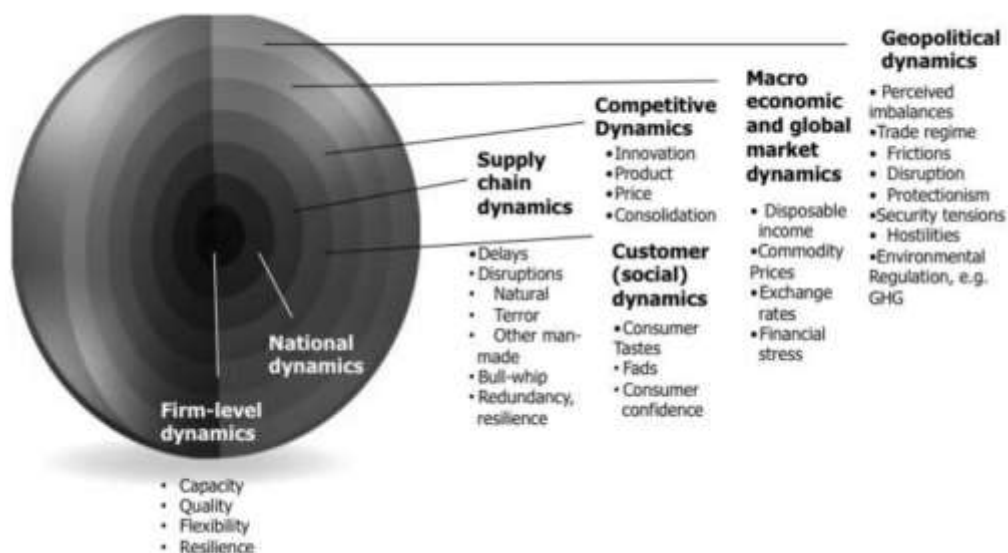 Geopolitical
dynamics
• Perceived
imbalances
•Trade regime
• Frictions
• Disruption
• Protectionism
•Security tensions
• Hostilities
•Environmental
Regulation, e.g.
GHG
Macro
economic
and global
market
dynamics
• Disposable
income
•Commodity
Prices
•Exchange
rates
•Financial
stress
Competitive
Dynamics
•Innovation
•Product
•Price
•Consolidation
Customer
(social)
dynamics
•Consumer
Tastes
•Fads
•Consumer
confidence
Supply
chain
dynamics
•Delays
•Disruptions
• Natural
• Terror
• Other man-
made
•Bull-whip
•Redundancy,
resilience
National
dynamics
Firm-level
dynamics
• Capacity
• Quality
• Flexibility
• Resilience